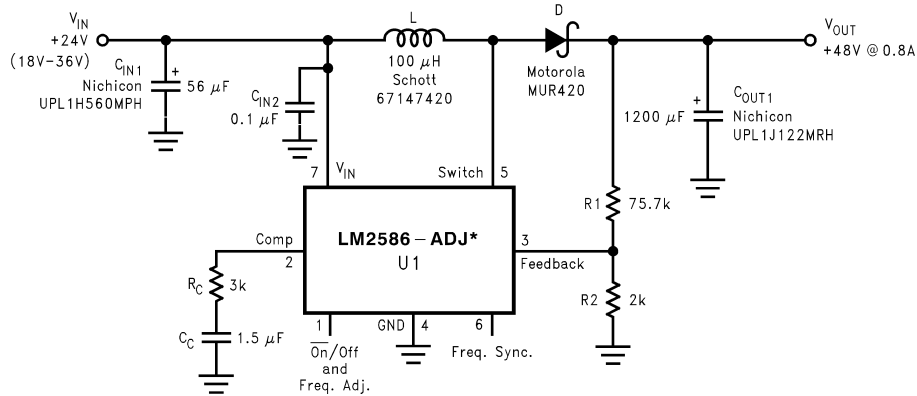 V_IN
+24V
(18V-36V)
C_IN1
Nichicon
UPL1H560MPH
+
56 μF
C_IN2
0.1 μF
L
100 μH
Schott
67147420
D
Motorola
MUR420
V_OUT
+48V @ 0.8A
1200 μF
+
C_OUT1
Nichicon
UPL1J122MRH
7 V_IN
Switch 5
R1 75.7k
Comp
2
LM2586-ADJ*
U1
3
Feedback
R_C 3k
R2 2k
C_C 1.5 μF
1
On/Off
and
Freq. Adj.
GND 4
6
Freq. Sync.